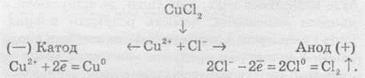 CuCl₂
↓
(—) Катод ←Cu²⁺ + Cl⁻→ Анод (+)
Cu²⁺ + 2e̅ = Cu⁰ 2Cl⁻ − 2e̅ = 2Cl⁰ = Cl₂ ↑.